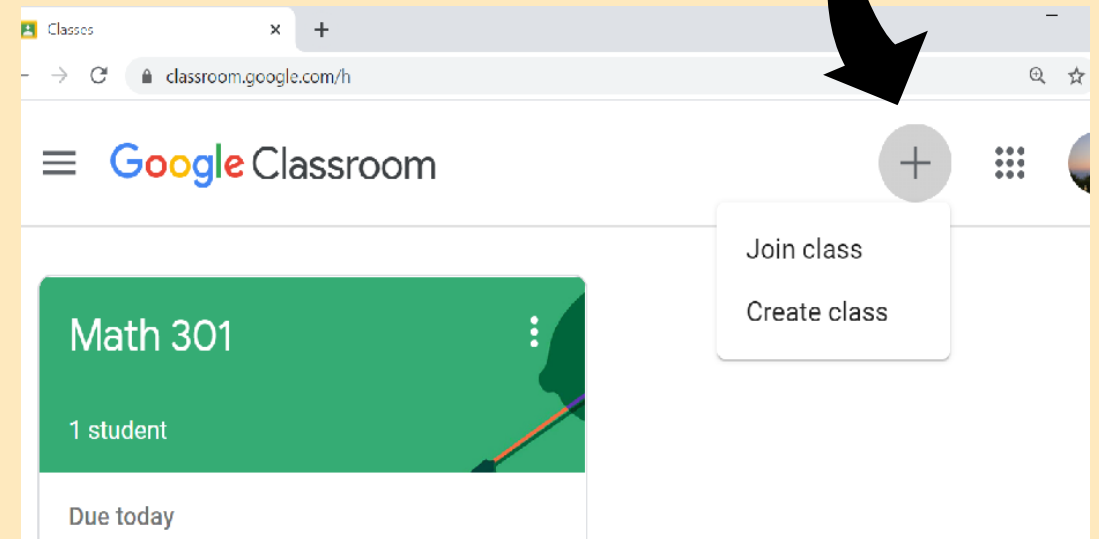 Classes
classroom.google.com/h
Google Classroom
Join class
Create class
Math 301
1 student
Due today